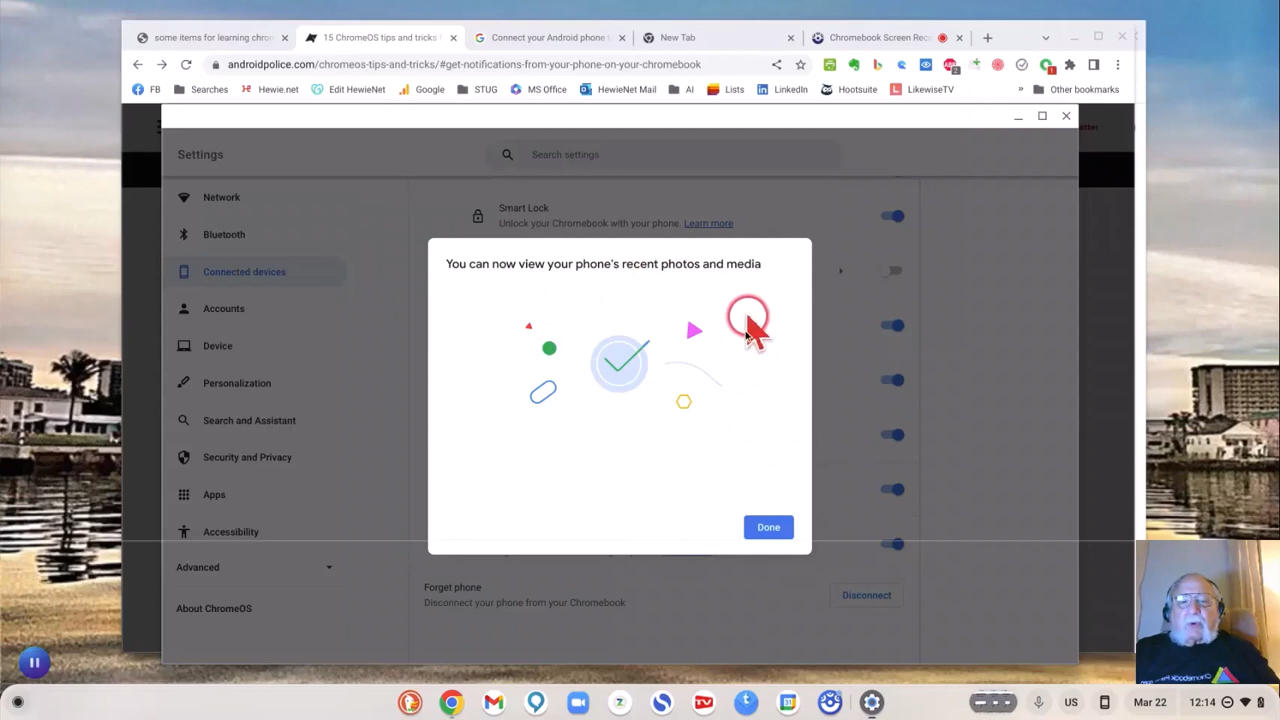 some items for learning chron
15 ChromeOS tips and tricks f
Connect your Android phone t
New Tab
Chromebook Screen Rec
androidpolice.com/chromeos-tips-and-tricks/#get-notifications-from-your-phone-on-your-chromebook
2
1
FB
Searches
Hewie.net
Edit HewieNet
Google
STUG
MS Office
HewieNet Mail
AI
Lists
LinkedIn
Hootsuite
LikewiseTV
» Other bookmarks
Settings
Search settings
Network
Bluetooth
Connected devices
Accounts
Device
Personalization
Search and Assistant
Security and Privacy
Apps
Accessibility
Advanced
About ChromeOS
Smart Lock
Unlock your Chromebook with your phone. Learn more
You can now view your phone's recent photos and media
Done
Forget phone
Disconnect your phone from your Chromebook
Disconnect
US
Mar 22
12:14